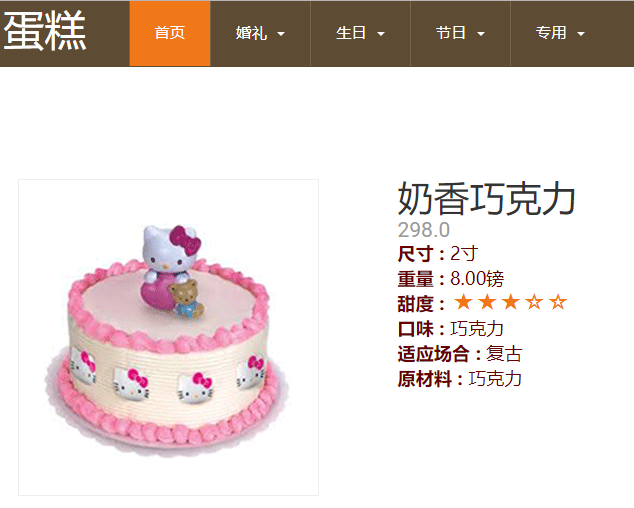 蛋糕
首页 婚礼 生日 节日 专用
奶香巧克力
298.0
尺寸：2寸
重量：8.00磅
甜度：★★★☆☆
口味：巧克力
适应场合：复古
原材料：巧克力